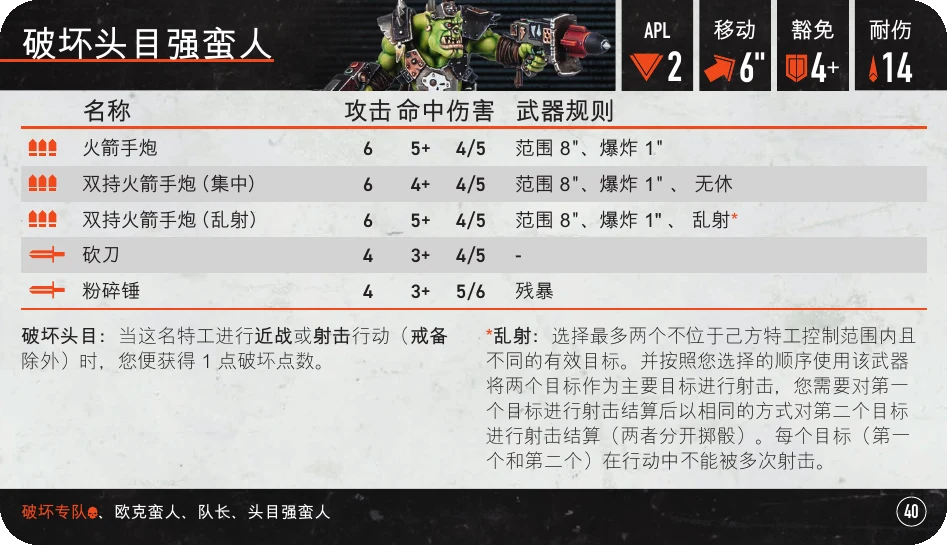 破坏头目强蛮人
APL 移动 豁免 耐伤
2 6" 4+ 14
名称 攻击 命中 伤害 武器规则
火箭手炮 6 5+ 4/5 范围 8"、爆炸 1"
双持火箭手炮（集中） 6 4+ 4/5 范围 8"、爆炸 1" 、 无休
双持火箭手炮（乱射） 6 5+ 4/5 范围 8"、爆炸 1" 、 乱射*
砍刀 4 3+ 4/5 -
粉碎锤 4 3+ 5/6 残暴
破坏头目：当这名特工进行近战或射击行动（戒备
除外）时，您便获得 1 点破坏点数。
*乱射：选择最多两个不位于己方特工控制范围内且
不同的有效目标。并按照您选择的顺序使用该武器
将两个目标作为主要目标进行射击，您需要对第一
个目标进行射击结算后以相同的方式对第二个目标
进行射击结算（两者分开掷骰）。每个目标（第一
个和第二个）在行动中不能被多次射击。
破坏专队、欧克蛮人、队长、头目强蛮人
40